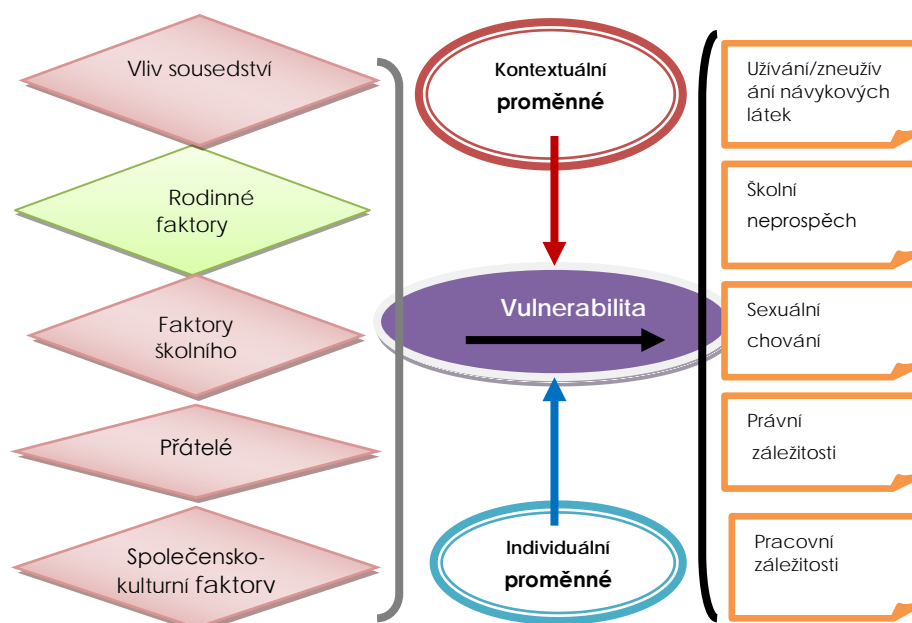 Vliv sousedství
Rodinné
faktory
Faktory
školního
Přátelé
Společensko-
kulturní faktory
Kontextuální
proměnné
Vulnerabilita
Individuální
proměnné
Užívání/zneužív
ání návykových
látek
Školní
neprospěch
Sexuální
chování
Právní
záležitosti
Pracovní
záležitosti